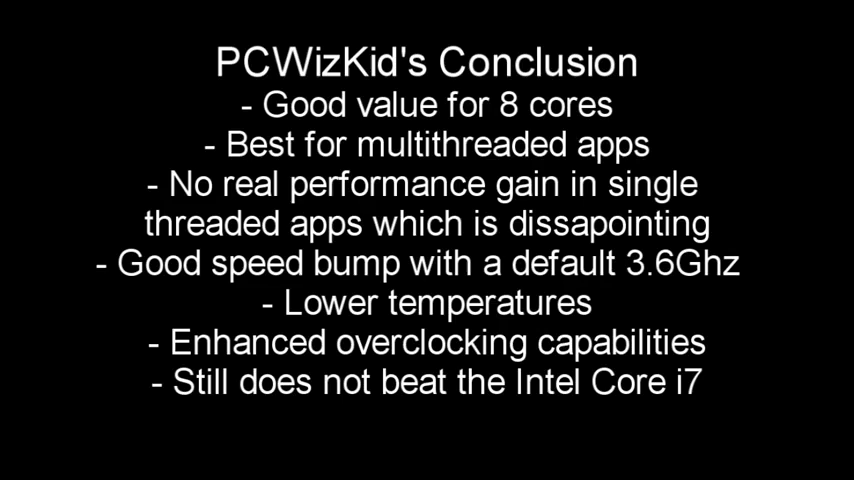 PCWizKid's Conclusion
- Good value for 8 cores
- Best for multithreaded apps
- No real performance gain in single
threaded apps which is dissapointing
- Good speed bump with a default 3.6Ghz
- Lower temperatures
- Enhanced overclocking capabilities
- Still does not beat the Intel Core i7